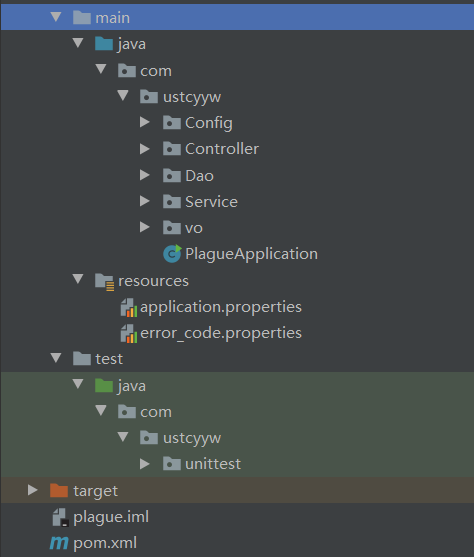 main
java
com
ustcyyw
Config
Controller
Dao
Service
vo
PlagueApplication
resources
application.properties
error_code.properties
test
java
com
ustcyyw
unittest
target
plague.iml
pom.xml